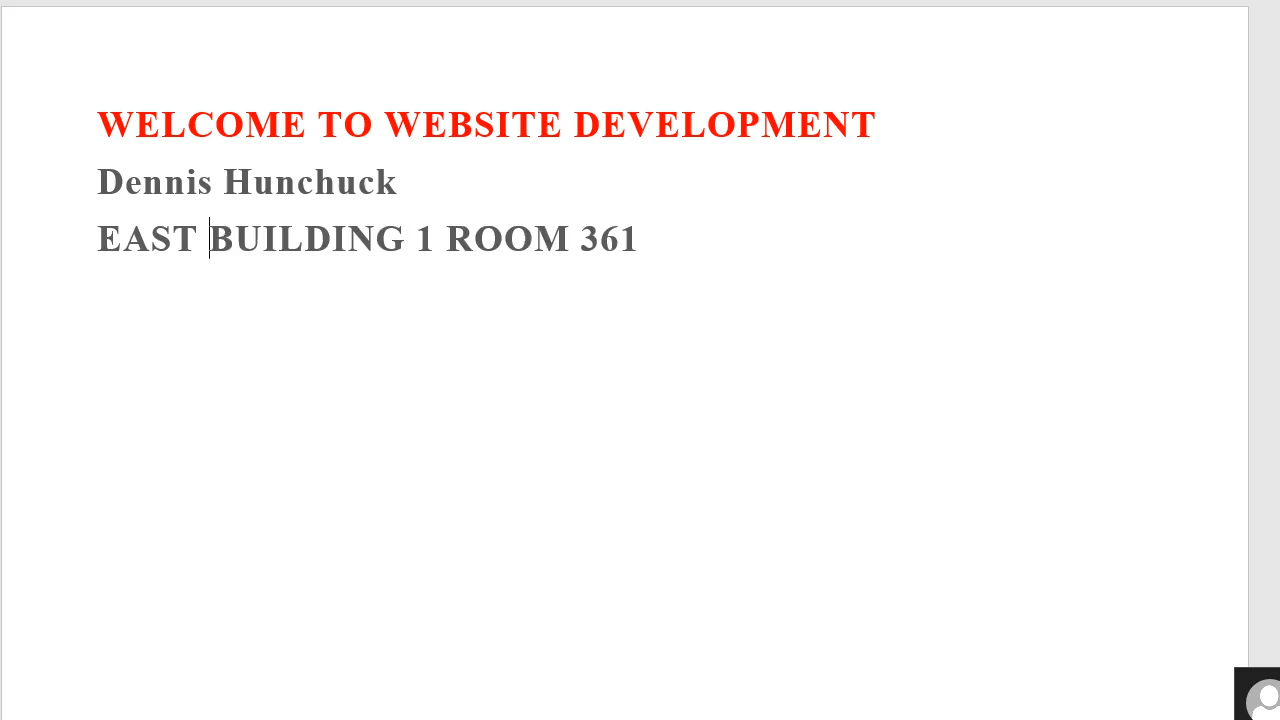 WELCOME TO WEBSITE DEVELOPMENT
Dennis Hunchuck
EAST BUILDING 1 ROOM 361